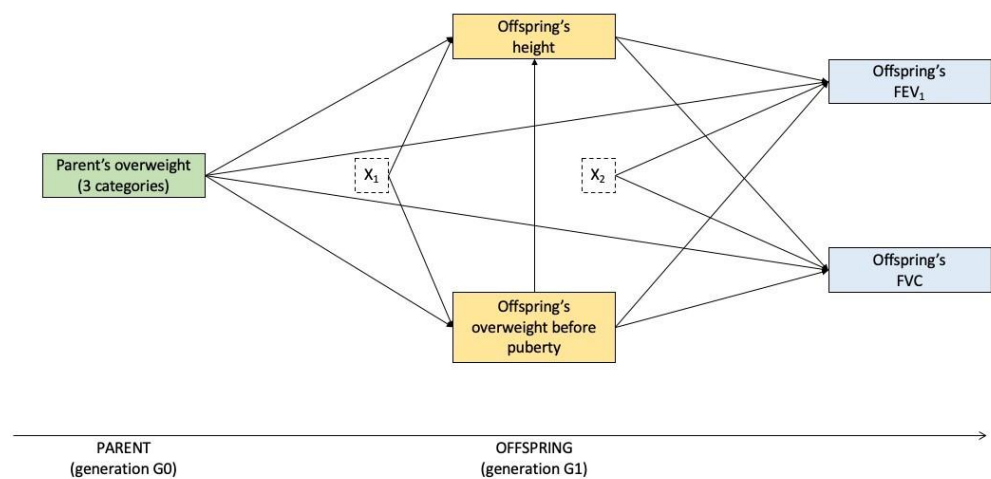 Offspring's
height
Offspring's
FEV₁
Parent's overweight
(3 categories)
X₁
X₂
Offspring's
FVC
Offspring's
overweight before
puberty
PARENT
(generation G0)
OFFSPRING
(generation G1)